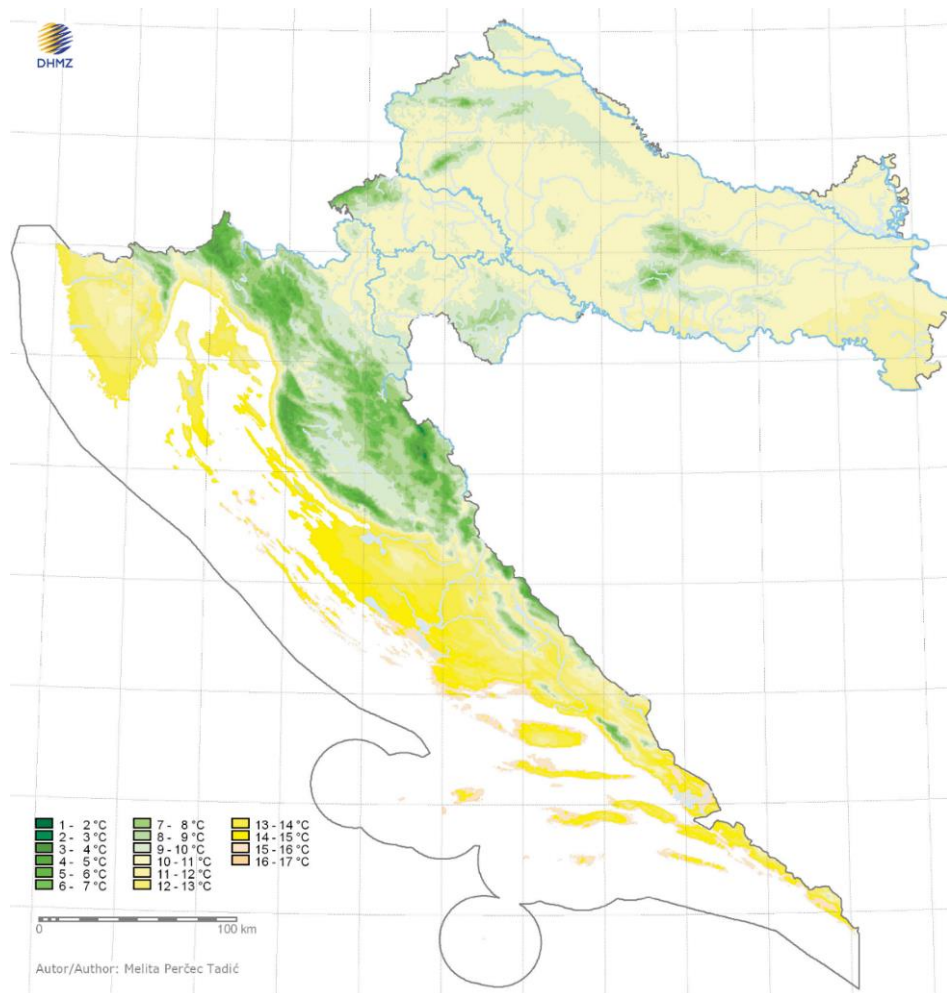 DHMZ
1 - 2 °C
2 - 3 °C
3 - 4 °C
4 - 5 °C
5 - 6 °C
6 - 7 °C
7 - 8 °C
8 - 9 °C
9 - 10 °C
10 - 11 °C
11 - 12 °C
12 - 13 °C
13 - 14 °C
14 - 15 °C
15 - 16 °C
16 - 17 °C
0 100 km
Autor/Author: Melita Perčec Tadić